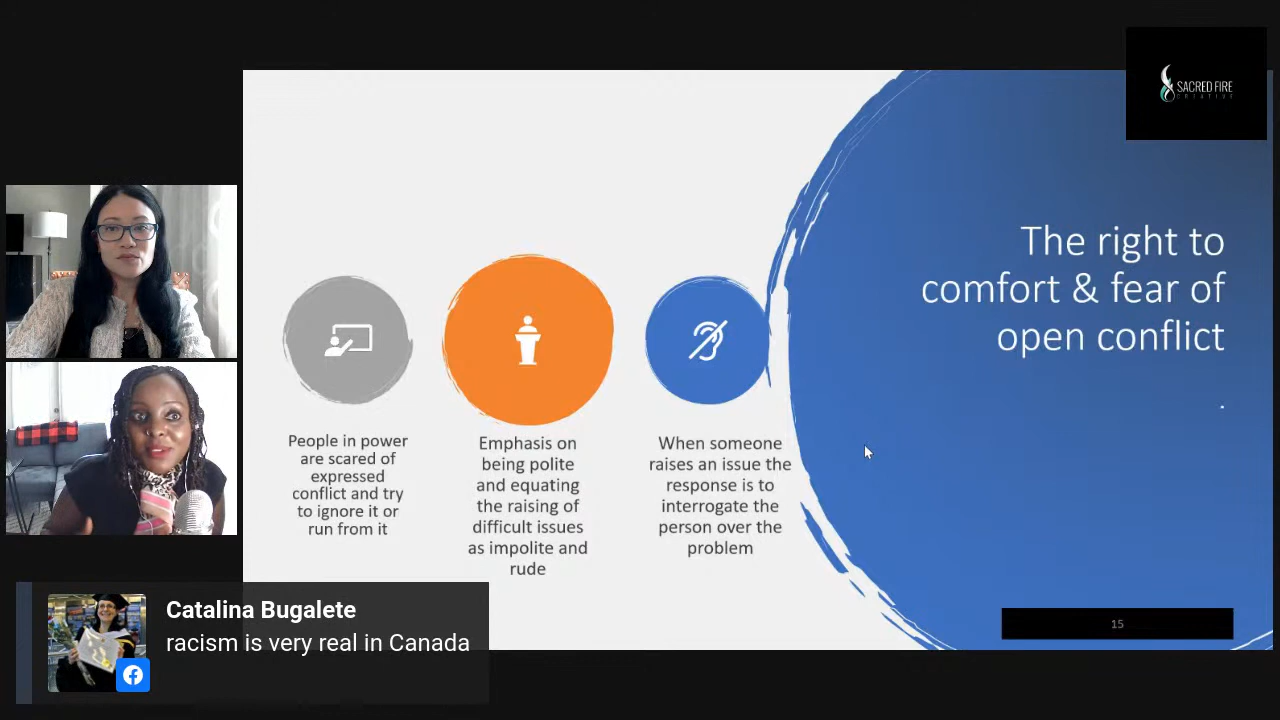 SACRED FIRE
CREATIVE
The right to
comfort & fear of
open conflict
.
People in power
are scared of
expressed
conflict and try
to ignore it or
run from it
Emphasis on
being polite
and equating
the raising of
difficult issues
as impolite and
rude
When someone
raises an issue the
response is to
interrogate the
person over the
problem
15
Catalina Bugalete
racism is very real in Canada